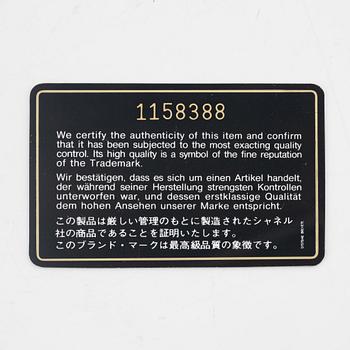 1158388
We certify the authenticity of this item and confirm
that it has been subjected to the most exacting quality
control. Its high quality is a symbol of the fine reputation
of the Trademark.
Wir bestätigen, dass es sich um einen Artikel handelt,
der während seiner Herstellung strengsten Kontrollen
unterworfen war, und dessen erstklassige Qualität
dem hohen Ansehen unserer Marke entspricht.
この製品は厳しい管理のもとに製造されたシャネル
社の商品であることを証明いたします。
このブランド・マークは最高級品質の象徴です。